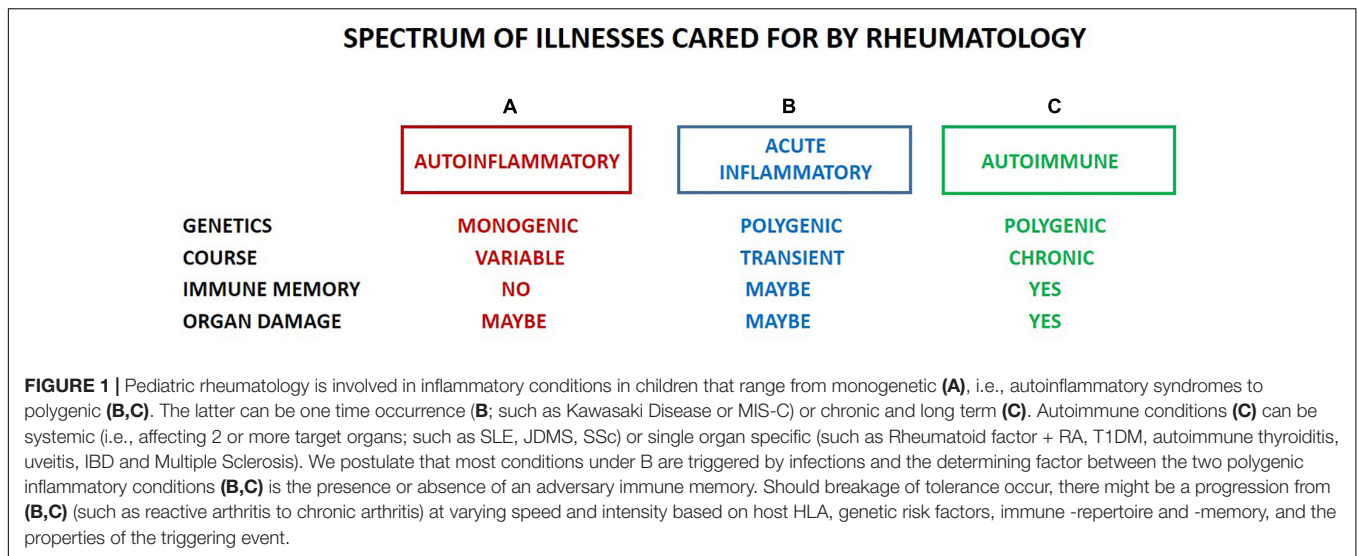 SPECTRUM OF ILLNESSES CARED FOR BY RHEUMATOLOGY
A B C
AUTOINFLAMMATORY ACUTE INFLAMMATORY AUTOIMMUNE
GENETICS MONOGENIC POLYGENIC POLYGENIC
COURSE VARIABLE TRANSIENT CHRONIC
IMMUNE MEMORY NO MAYBE YES
ORGAN DAMAGE MAYBE MAYBE YES
FIGURE 1 | Pediatric rheumatology is involved in inflammatory conditions in children that range from monogenetic (A), i.e., autoinflammatory syndromes to
polygenic (B,C). The latter can be one time occurrence (B; such as Kawasaki Disease or MIS-C) or chronic and long term (C). Autoimmune conditions (C) can be
systemic (i.e., affecting 2 or more target organs; such as SLE, JDMS, SSc) or single organ specific (such as Rheumatoid factor + RA, T1DM, autoimmune thyroiditis,
uveitis, IBD and Multiple Sclerosis). We postulate that most conditions under B are triggered by infections and the determining factor between the two polygenic
inflammatory conditions (B,C) is the presence or absence of an adversary immune memory. Should breakage of tolerance occur, there might be a progression from
(B,C) (such as reactive arthritis to chronic arthritis) at varying speed and intensity based on host HLA, genetic risk factors, immune -repertoire and -memory, and the
properties of the triggering event.